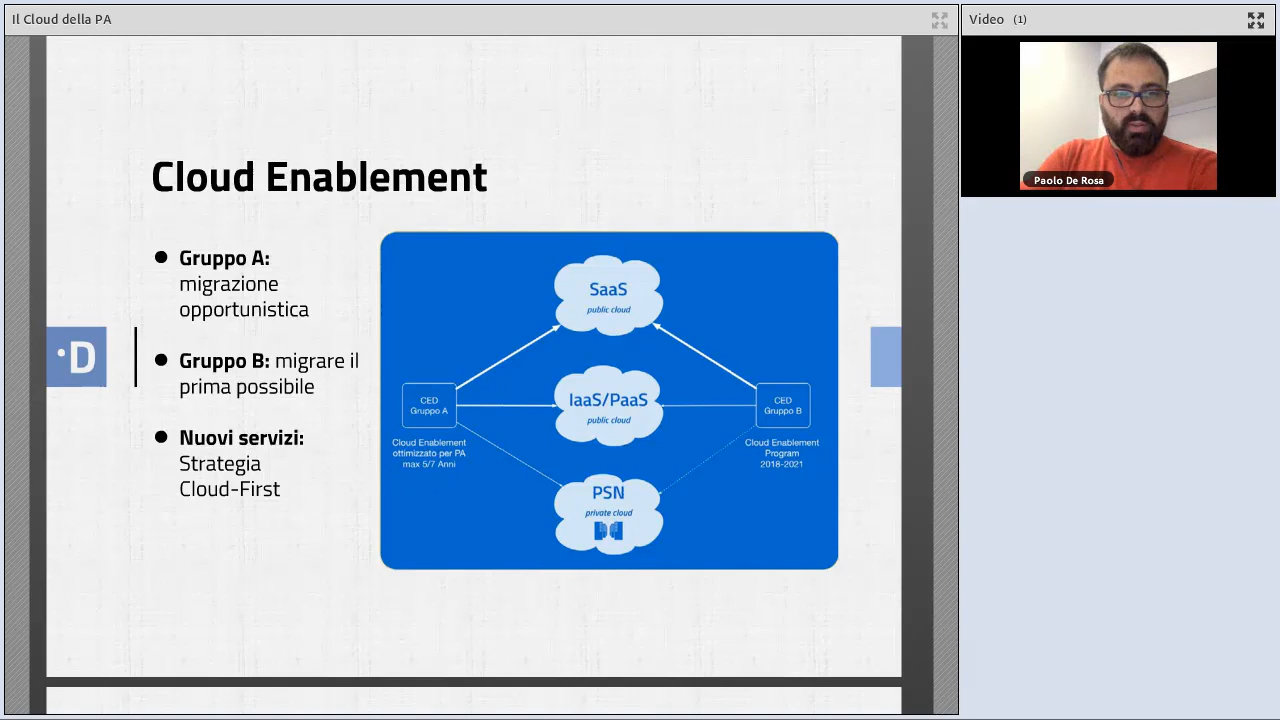 Il Cloud della PA
Video (1)
Paolo De Rosa
Cloud Enablement
● Gruppo A:
migrazione
opportunistica
● Gruppo B: migrare il
prima possibile
● Nuovi servizi:
Strategia
Cloud-First
·D
SaaS
public cloud
IaaS/PaaS
public cloud
PSN
private cloud
CED
Gruppo A
Cloud Enablement
ottimizzato per PA
max 5/7 Anni
CED
Gruppo B
Cloud Enablement
Program
2018-2021